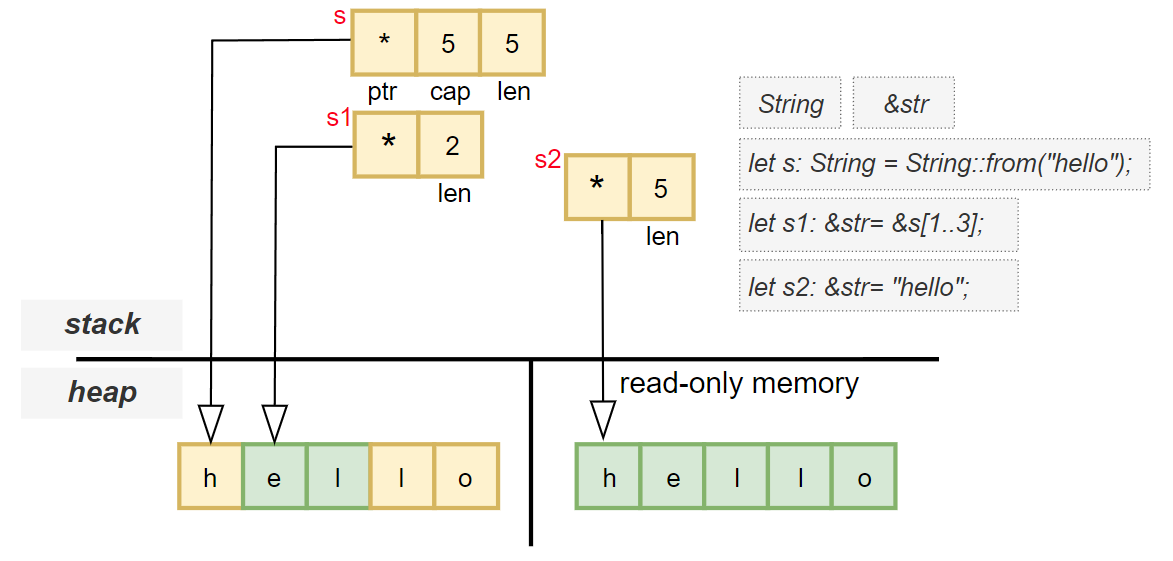 s
* 5 5
ptr cap len
s1
* 2
len
s2
* 5
len
String &str
let s: String = String::from("hello");
let s1: &str= &s[1..3];
let s2: &str= "hello";
stack
heap
read-only memory
h e l l o
h e l l o